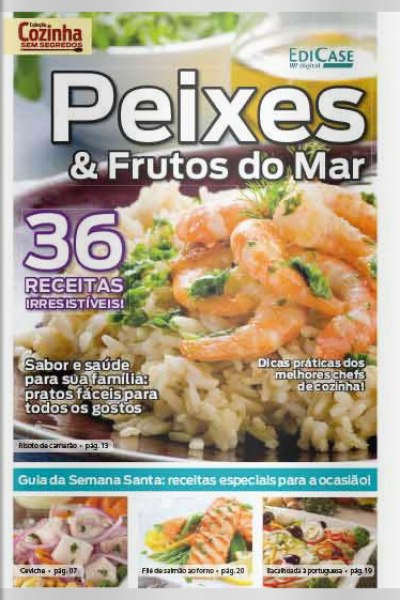 Coleção
Cozinha
SEM SEGREDOS
EDICASE
WP digital
Peixes
& Frutos do Mar
36
RECEITAS
IRRESISTÍVEIS!
Sabor e saúde
para sua família:
pratos fáceis para
todos os gostos
Dicas práticas dos
melhores chefs
de cozinha!
Risoto de camarão • pág. 13
Guia da Semana Santa: receitas especiais para a ocasião!
Ceviche • pág. 07
Filé de salmão ao forno • pág. 20
Bacalhoada à portuguesa • pág. 19